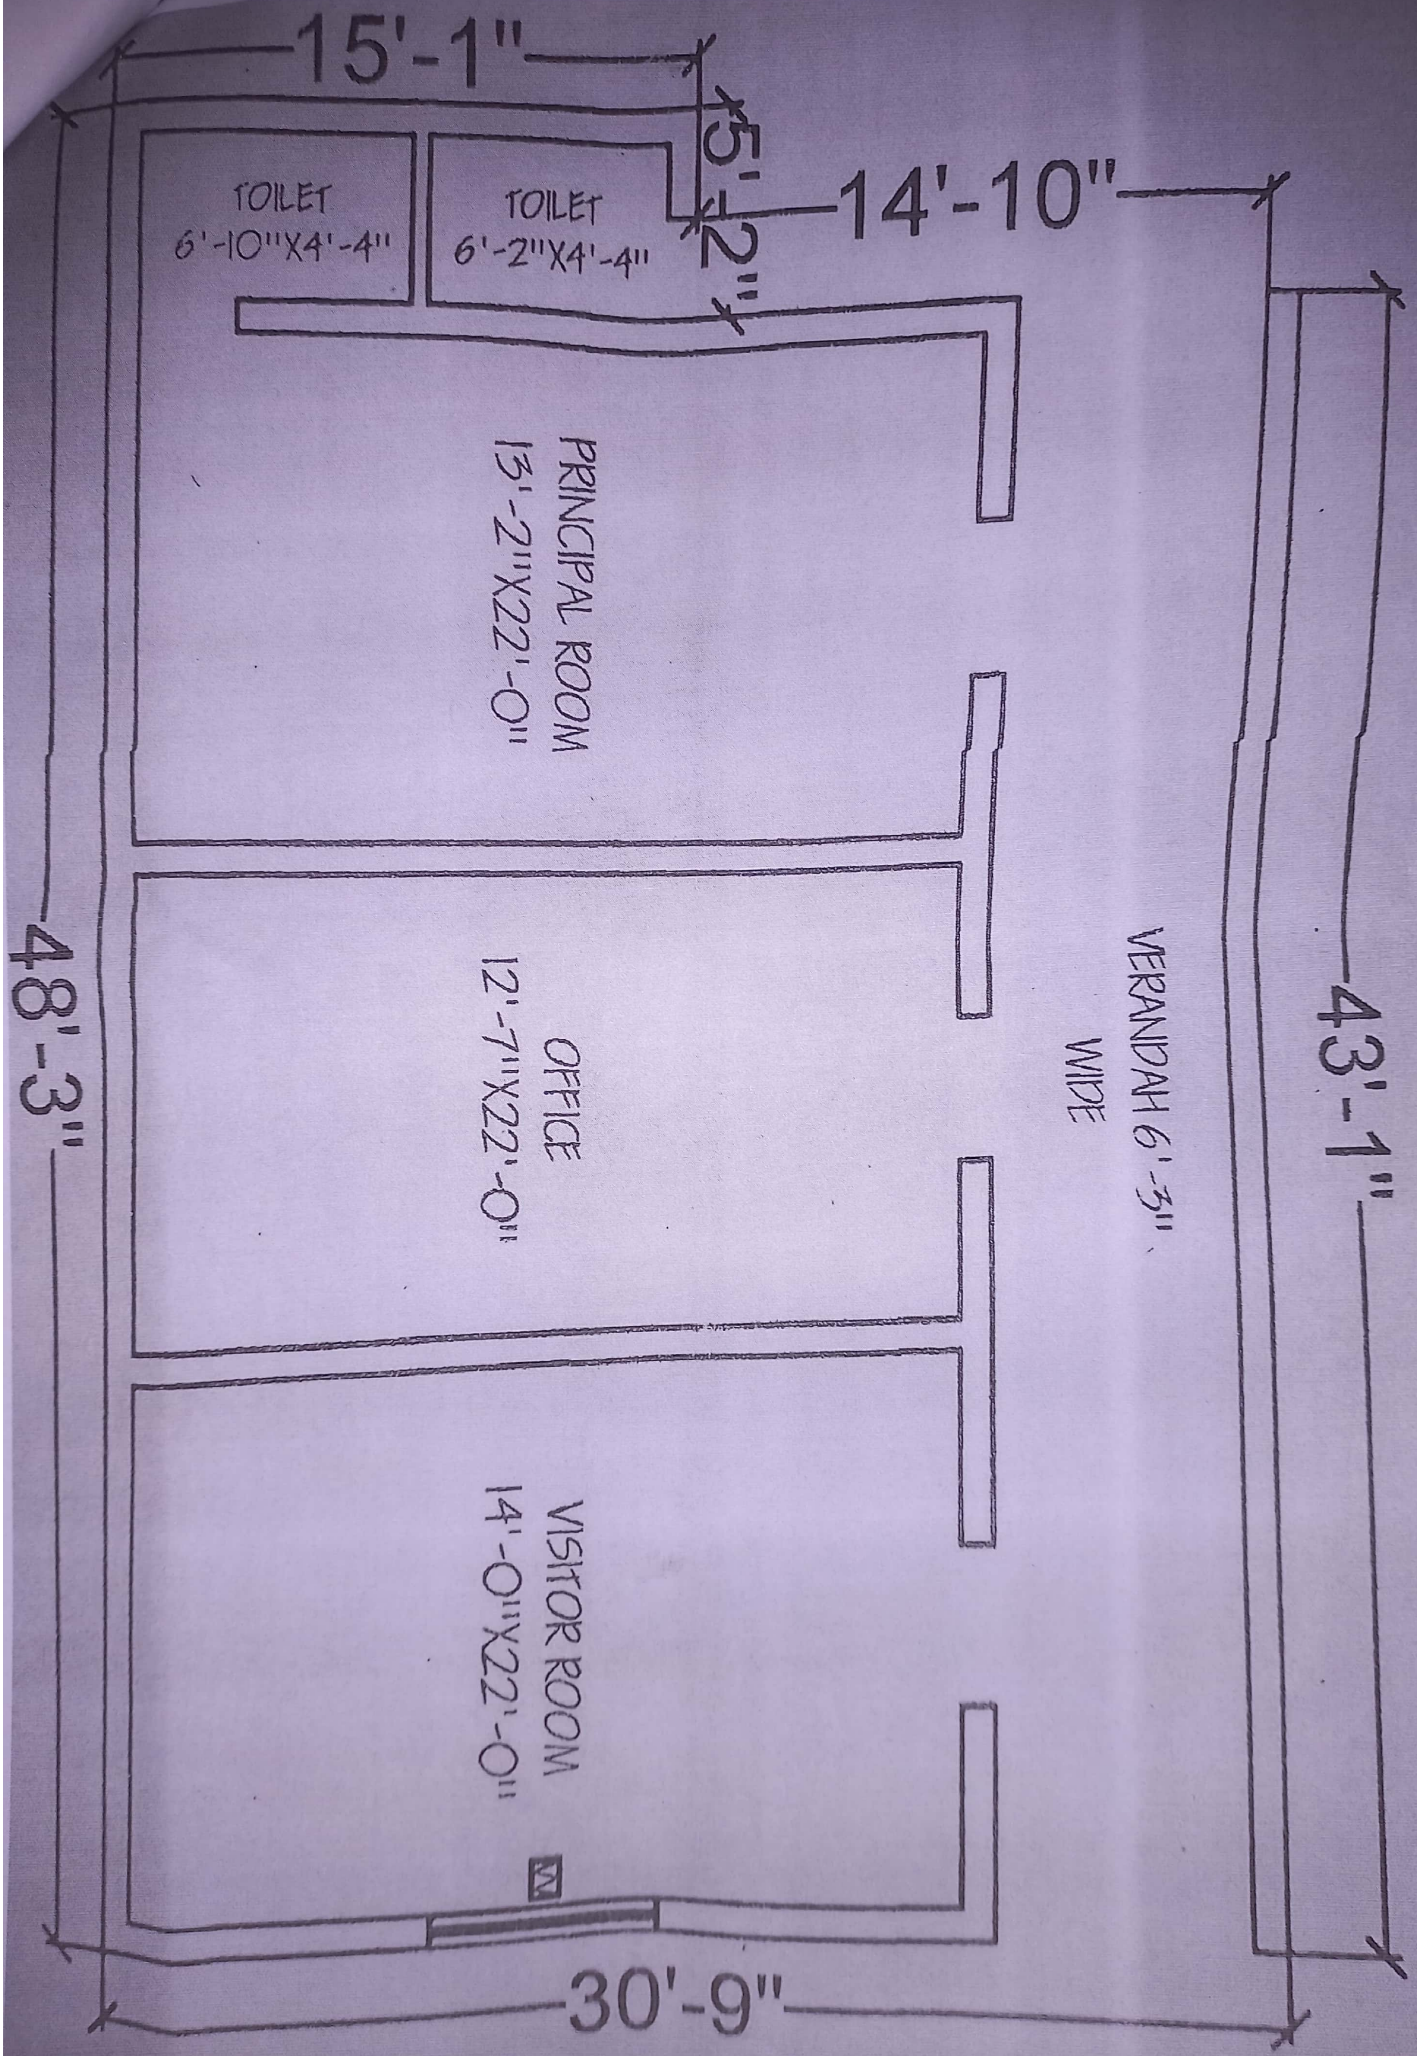 15'-1"
5'-2"
14'-10"
TOILET
6'-10"X4'-4"
TOILET
6'-2"X4'-4"
PRINCIPAL ROOM
13'-2"X22'-0"
43'-1"
VERANDAH 6'-3"
WIDE
OFFICE
12'-7"X22'-0"
48'-3"
VISITOR ROOM
14'-0"X22'-0"
W
30'-9"